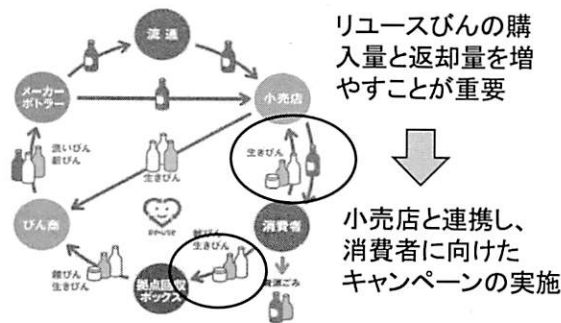 流通
メーカー
ボトラー
小売店
洗いびん
新びん
生きびん
生きびん
びん商
Re-use
消費者
雑びん
生きびん
雑びん
生きびん
拠点回収
ボックス
資源ごみ
リユースびんの購
入量と返却量を増
やすことが重要
小売店と連携し、
消費者に向けた
キャンペーンの実施